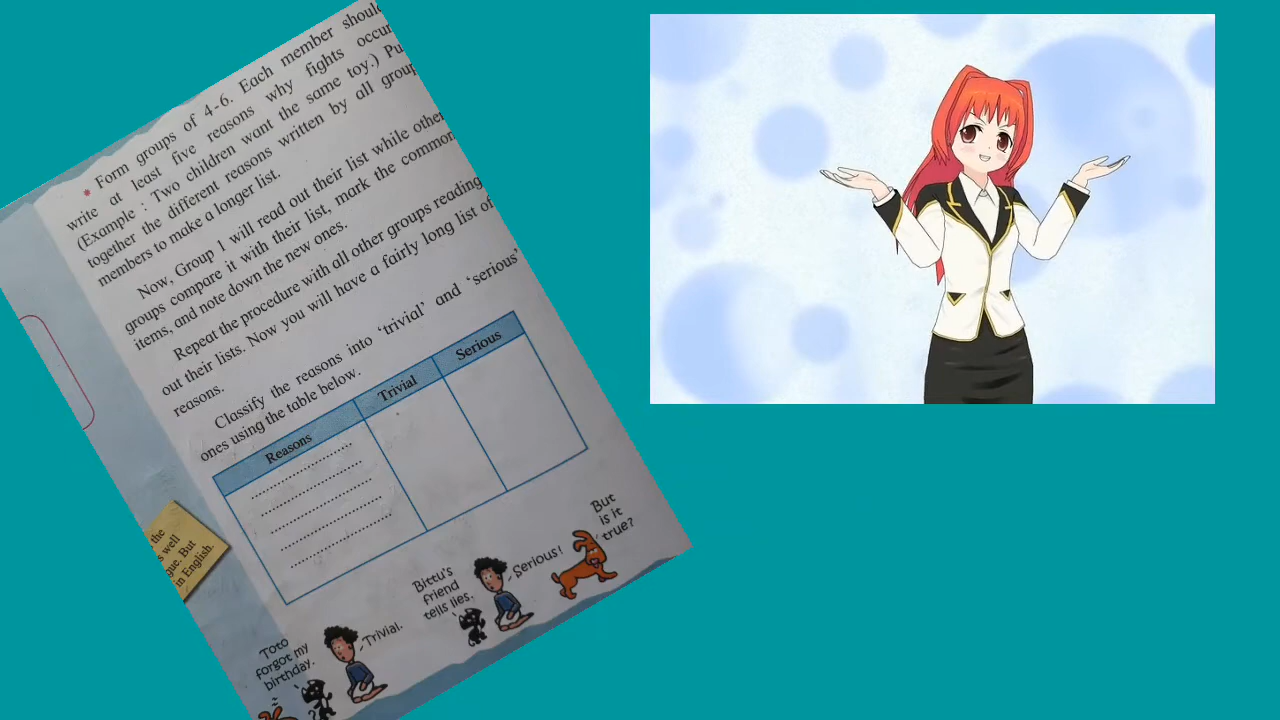 • Form groups of 4-6. Each member
write at least five reasons why fights occur
(Example : Two children want the same toy.)
together the different reasons written by all
members to make a longer list.
Now, Group 1 will read out their list while other
groups compare it with their list, mark the common
items, and note down the new ones.
Repeat the procedure with all other groups reading
out their lists. Now you will have a fairly long list of
reasons.
Classify the reasons into ‘trivial’ and ‘serious’
ones using the table below.
Reasons Trivial Serious
the
well
But
in English.
But
is it
true?
Bittu's
friend
tells lies.
Serious!
Toto
forgot my
birthday.
Trivial.